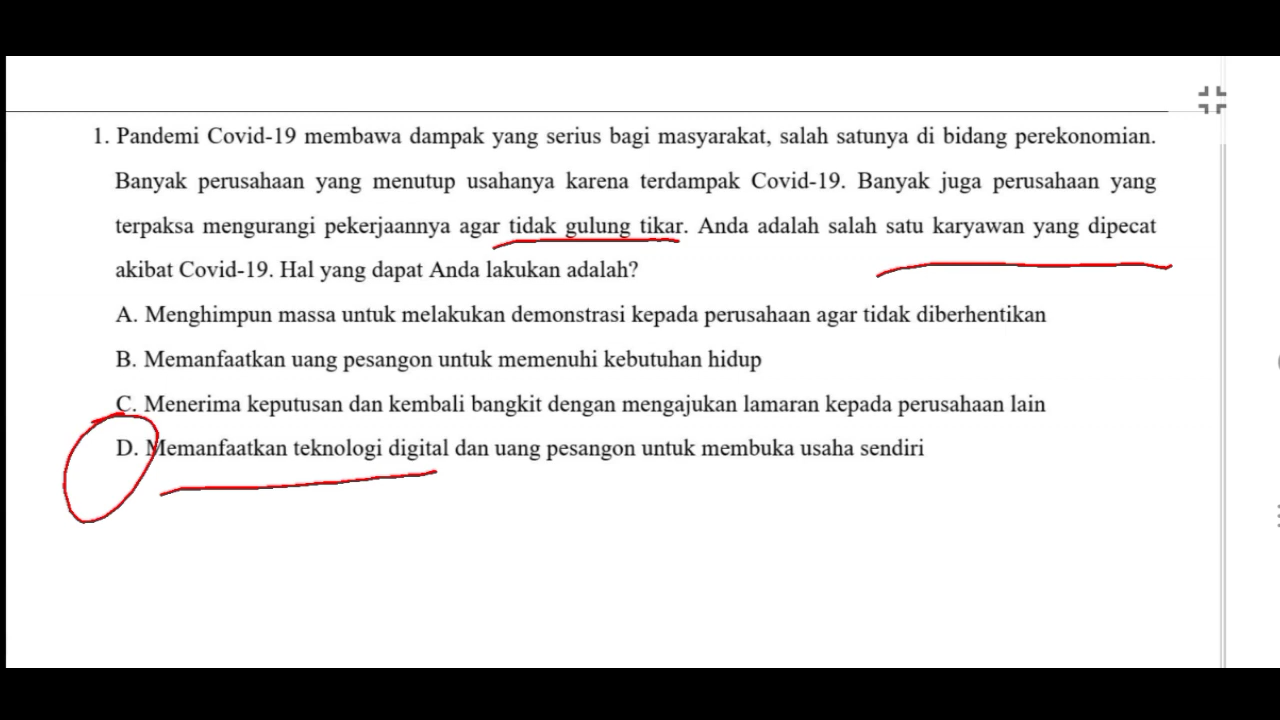 1. Pandemi Covid-19 membawa dampak yang serius bagi masyarakat, salah satunya di bidang perekonomian.
Banyak perusahaan yang menutup usahanya karena terdampak Covid-19. Banyak juga perusahaan yang
terpaksa mengurangi pekerjaannya agar tidak gulung tikar. Anda adalah salah satu karyawan yang dipecat
akibat Covid-19. Hal yang dapat Anda lakukan adalah?
A. Menghimpun massa untuk melakukan demonstrasi kepada perusahaan agar tidak diberhentikan
B. Memanfaatkan uang pesangon untuk memenuhi kebutuhan hidup
C. Menerima keputusan dan kembali bangkit dengan mengajukan lamaran kepada perusahaan lain
D. Memanfaatkan teknologi digital dan uang pesangon untuk membuka usaha sendiri